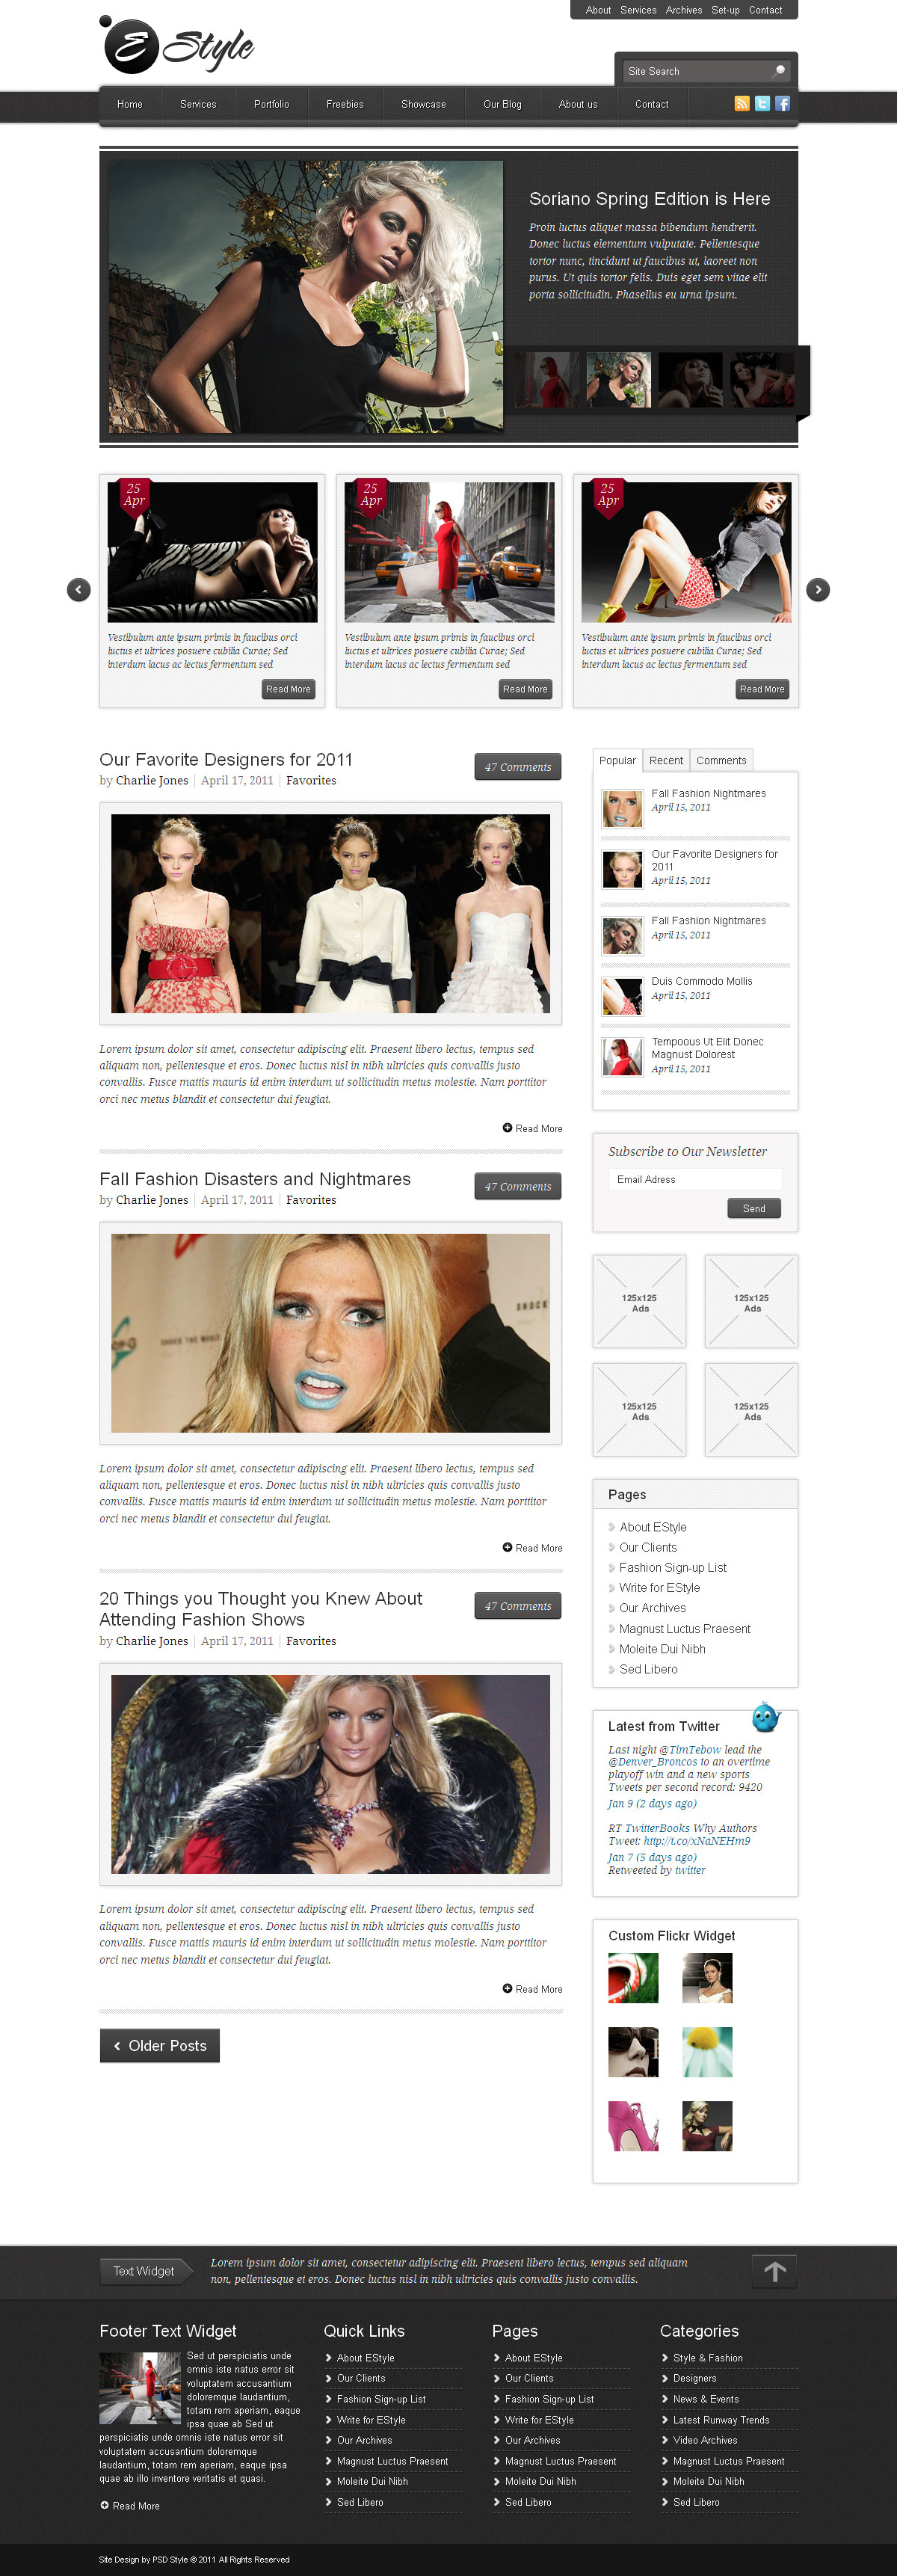 About Services Archives Set-up Contact
E Style
Site Search
Home Services Portfolio Freebies Showcase Our Blog About us Contact
Soriano Spring Edition is Here
Proin luctus aliquet massa bibendum hendrerit.
Donec luctus elementum vulputate. Pellentesque
tortor nunc, tincidunt ut faucibus ut, laoreet non
purus. Ut quis tortor felis. Duis eget sem vitae elit
porta sollicitudin. Phasellus eu urna ipsum.
25
Apr
Vestibulum ante ipsum primis in faucibus orci
luctus et ultrices posuere cubilia Curae; Sed
interdum lacus ac lectus fermentum sed
Read More
25
Apr
Vestibulum ante ipsum primis in faucibus orci
luctus et ultrices posuere cubilia Curae; Sed
interdum lacus ac lectus fermentum sed
Read More
25
Apr
Vestibulum ante ipsum primis in faucibus orci
luctus et ultrices posuere cubilia Curae; Sed
interdum lacus ac lectus fermentum sed
Read More
Our Favorite Designers for 2011
by Charlie Jones April 17, 2011 Favorites
47 Comments
Lorem ipsum dolor sit amet, consectetur adipiscing elit. Praesent libero lectus, tempus sed
aliquam non, pellentesque et eros. Donec luctus nisl in nibh ultricies quis convallis justo
convallis. Fusce mattis mauris id enim interdum ut sollicitudin metus molestie. Nam porttitor
orci nec metus blandit et consectetur dui feugiat.
Read More
Fall Fashion Disasters and Nightmares
by Charlie Jones April 17, 2011 Favorites
47 Comments
Lorem ipsum dolor sit amet, consectetur adipiscing elit. Praesent libero lectus, tempus sed
aliquam non, pellentesque et eros. Donec luctus nisl in nibh ultricies quis convallis justo
convallis. Fusce mattis mauris id enim interdum ut sollicitudin metus molestie. Nam porttitor
orci nec metus blandit et consectetur dui feugiat.
Read More
20 Things you Thought you Knew About
Attending Fashion Shows
by Charlie Jones April 17, 2011 Favorites
47 Comments
Lorem ipsum dolor sit amet, consectetur adipiscing elit. Praesent libero lectus, tempus sed
aliquam non, pellentesque et eros. Donec luctus nisl in nibh ultricies quis convallis justo
convallis. Fusce mattis mauris id enim interdum ut sollicitudin metus molestie. Nam porttitor
orci nec metus blandit et consectetur dui feugiat.
Read More
Older Posts
Popular Recent Comments
Fall Fashion Nightmares
April 15, 2011
Our Favorite Designers for
2011
April 15, 2011
Fall Fashion Nightmares
April 15, 2011
Duis Commodo Mollis
April 15, 2011
Tempoous Ut Elit Donec
Magnust Dolorest
April 15, 2011
Subscribe to Our Newsletter
Email Adress
Send
125x125
Ads
125x125
Ads
125x125
Ads
125x125
Ads
Pages
About EStyle
Our Clients
Fashion Sign-up List
Write for EStyle
Our Archives
Magnust Luctus Praesent
Moleite Dui Nibh
Sed Libero
Latest from Twitter
Last night @TimTebow lead the
@Denver_Broncos to an overtime
playoff win and a new sports
Tweets per second record: 9420
Jan 9 (2 days ago)
RT TwitterBooks Why Authors
Tweet: http://t.co/xNaNEHm9
Jan 7 (5 days ago)
Retweeted by twitter
Custom Flickr Widget
Text Widget
Lorem ipsum dolor sit amet, consectetur adipiscing elit. Praesent libero lectus, tempus sed aliquam
non, pellentesque et eros. Donec luctus nisl in nibh ultricies quis convallis justo convallis.
Footer Text Widget
Sed ut perspiciatis unde
omnis iste natus error sit
voluptatem accusantium
doloremque laudantium,
totam rem aperiam, eaque
ipsa quae ab Sed ut
perspiciatis unde omnis iste natus error sit
voluptatem accusantium doloremque
laudantium, totam rem aperiam, eaque ipsa
quae ab illo inventore veritatis et quasi.
Read More
Quick Links
About EStyle
Our Clients
Fashion Sign-up List
Write for EStyle
Our Archives
Magnust Luctus Praesent
Moleite Dui Nibh
Sed Libero
Pages
About EStyle
Our Clients
Fashion Sign-up List
Write for EStyle
Our Archives
Magnust Luctus Praesent
Moleite Dui Nibh
Sed Libero
Categories
Style & Fashion
Designers
News & Events
Latest Runway Trends
Video Archives
Magnust Luctus Praesent
Moleite Dui Nibh
Sed Libero
Site Design by PSD Style © 2011 All Rights Reserved